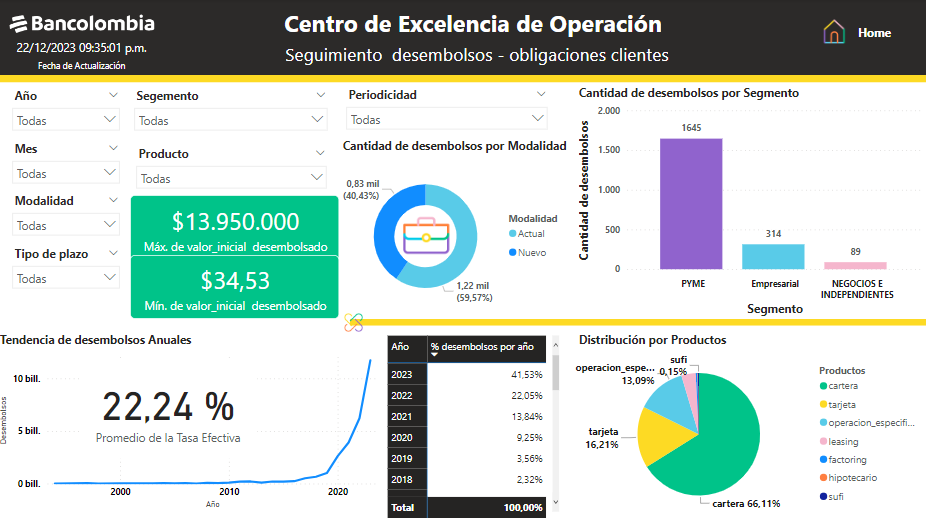 Bancolombia
22/12/2023 09:35:01 p.m.
Fecha de Actualización
Centro de Excelencia de Operación
Seguimiento desembolsos - obligaciones clientes
Home
Año
Todas
Mes
Todas
Modalidad
Todas
Tipo de plazo
Todas
Segemento
Todas
Producto
Todas
Periodicidad
Todas
$13.950.000
Máx. de valor_inicial desembolsado
$34,53
Mín. de valor_inicial desembolsado
Cantidad de desembolsos por Modalidad
0,83 mil
(40,43%)
1,22 mil
(59,57%)
Modalidad
Actual
Nuevo
Cantidad de desembolsos por Segmento
Cantidad de desembolsos
2.000
1.500
1.000
500
0
1645
314
89
PYME
Empresarial
NEGOCIOS E
INDEPENDIENTES
Segmento
Tendencia de desembolsos Anuales
Desembolsos
10 bill.
5 bill.
0 bill.
22,24 %
Promedio de la Tasa Efectiva
2000
2010
2020
Año
Año % desembolsos por año
2023 41,53%
2022 22,05%
2021 13,84%
2020 9,25%
2019 3,56%
2018 2,32%
Total 100,00%
Distribución por Productos
sufi
0,15%
operacion_espe...
13,09%
tarjeta
16,21%
cartera 66,11%
Productos
cartera
tarjeta
operacion_especifi...
leasing
factoring
hipotecario
sufi